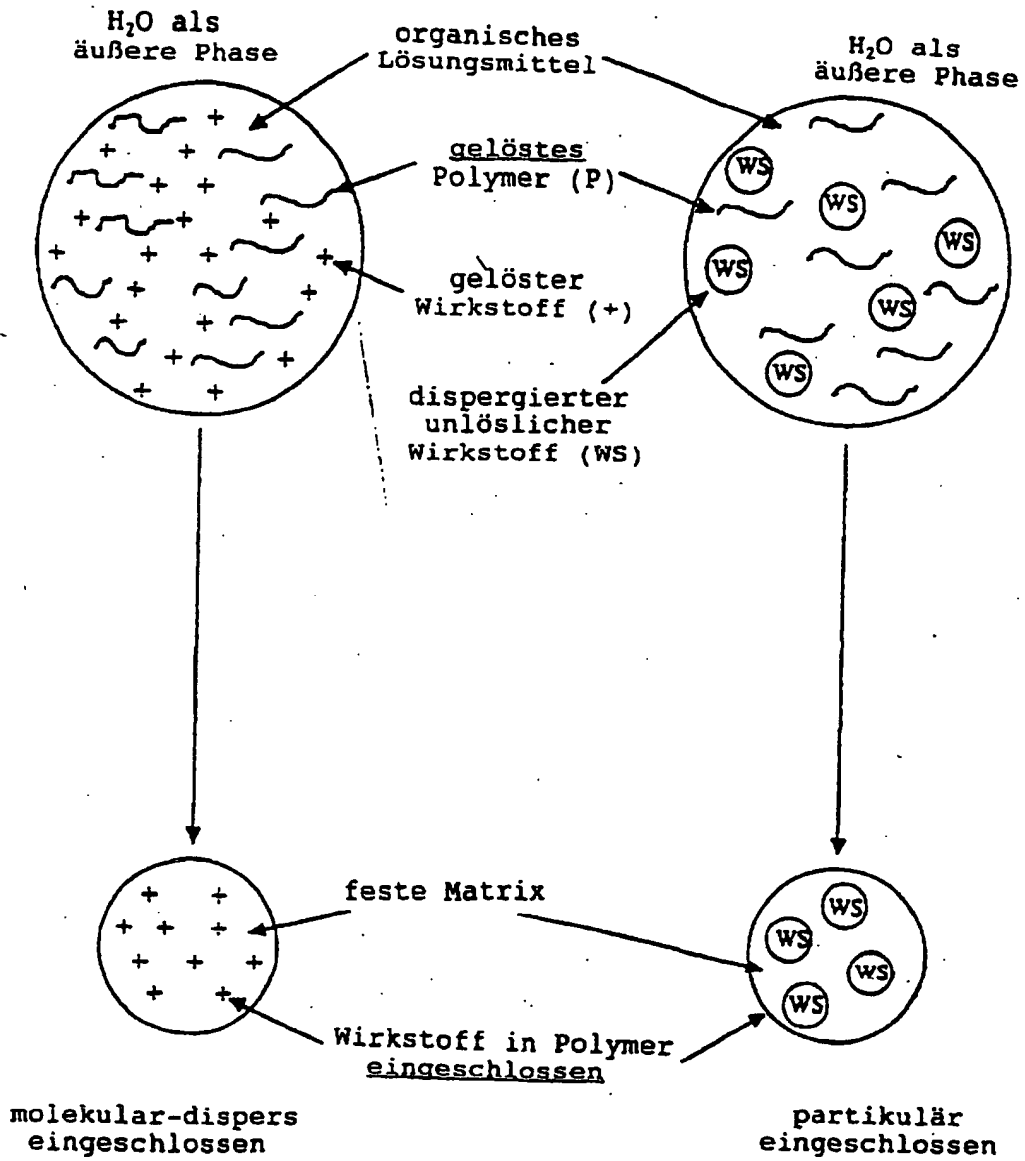 H₂O als
äußere Phase
organisches
Lösungsmittel
H₂O als
äußere Phase
gelöstes
Polymer (P)
gelöster
Wirkstoff (+)
dispergierter
unlöslicher
Wirkstoff (WS)
WS
WS
WS
WS
WS
WS
feste Matrix
WS
WS
WS
WS
Wirkstoff in Polymer
eingeschlossen
molekular-dispers
eingeschlossen
partikulär
eingeschlossen